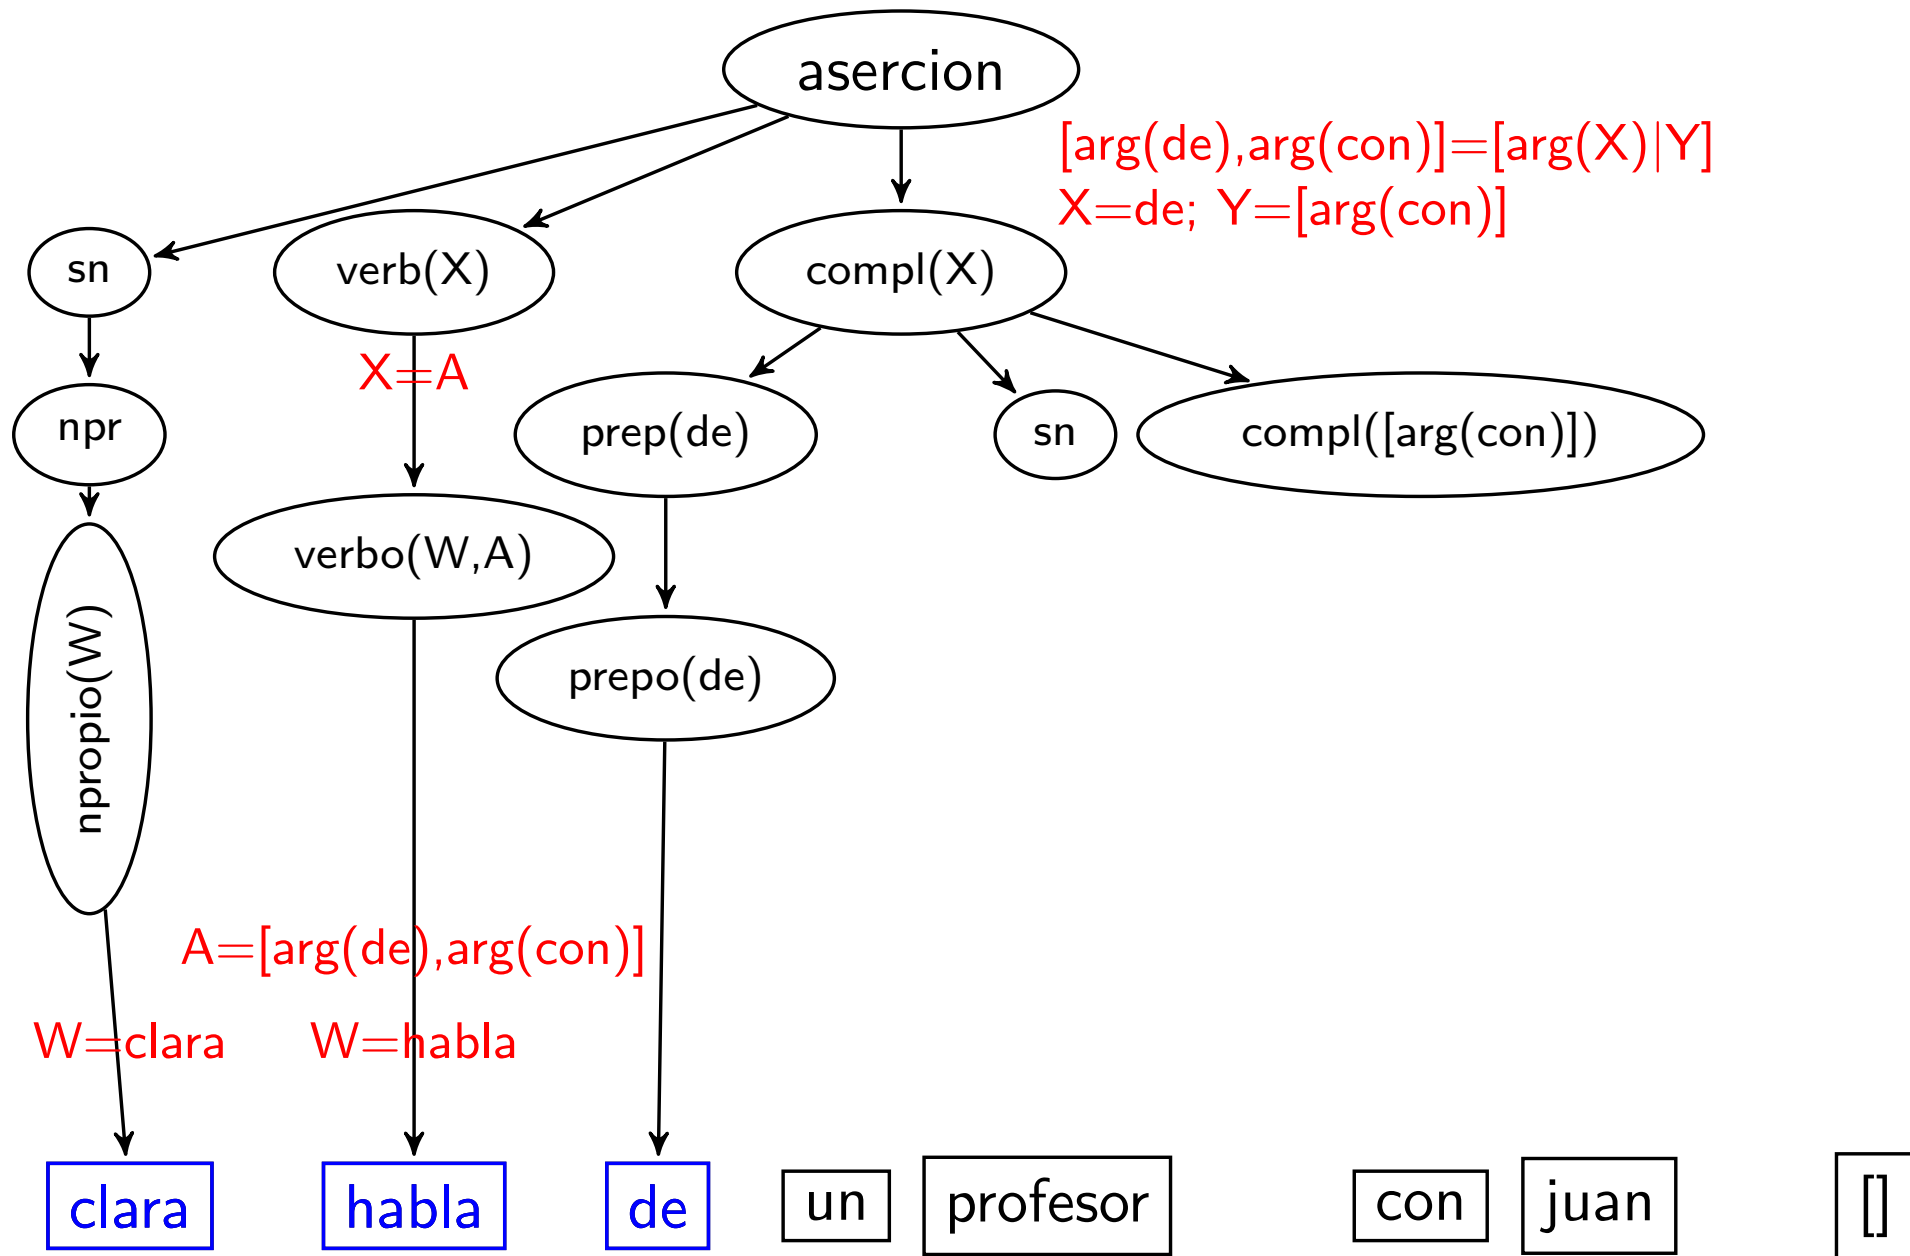 asercion
[arg(de),arg(con)]=[arg(X)|Y]
X=de; Y=[arg(con)]
sn
verb(X)
compl(X)
X=A
npr
prep(de)
sn
compl([arg(con)])
verbo(W,A)
npropio(W)
prepo(de)
A=[arg(de),arg(con)]
W=clara
W=habla
clara
habla
de
un
profesor
con
juan
[]